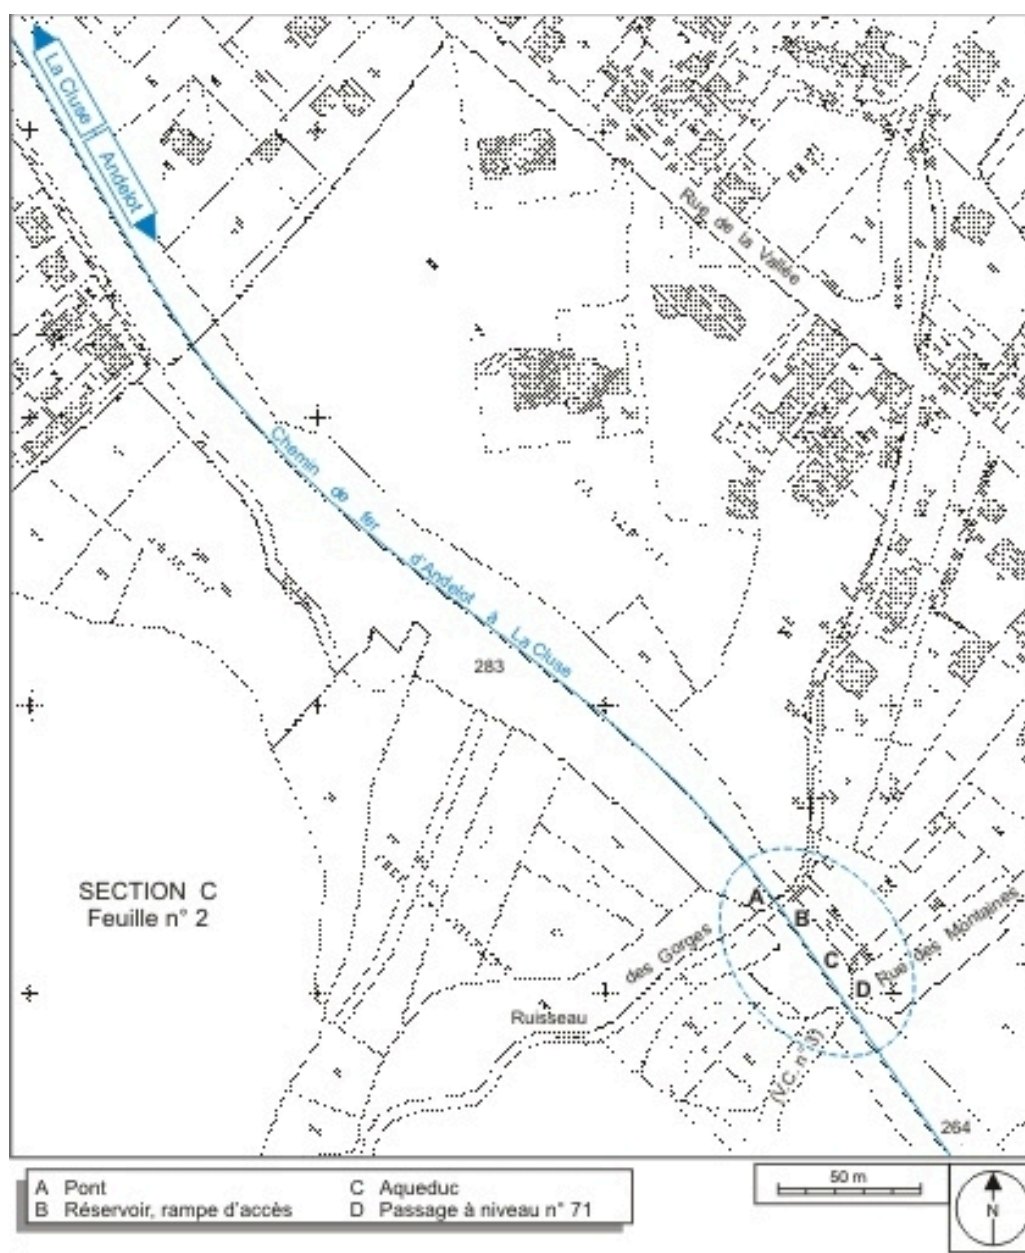 La Cluse
Andelot
Rue de la Vallée
Chemin de fer d'Andelot à La Cluse
283
SECTION C
Feuille n° 2
A
B
C
D
des Gorges
Rue des Montaines
Ruisseau
(V.C. n° 3)
264
A Pont
B Réservoir, rampe d'accès
C Aqueduc
D Passage à niveau n° 71
50 m
N